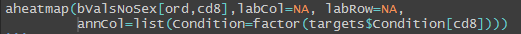 aheatmap(bValsNosex[ord,cd8],labCol=NA, labRow=NA,
annCol=list(Condition=factor(targets$Condition[cd8])))